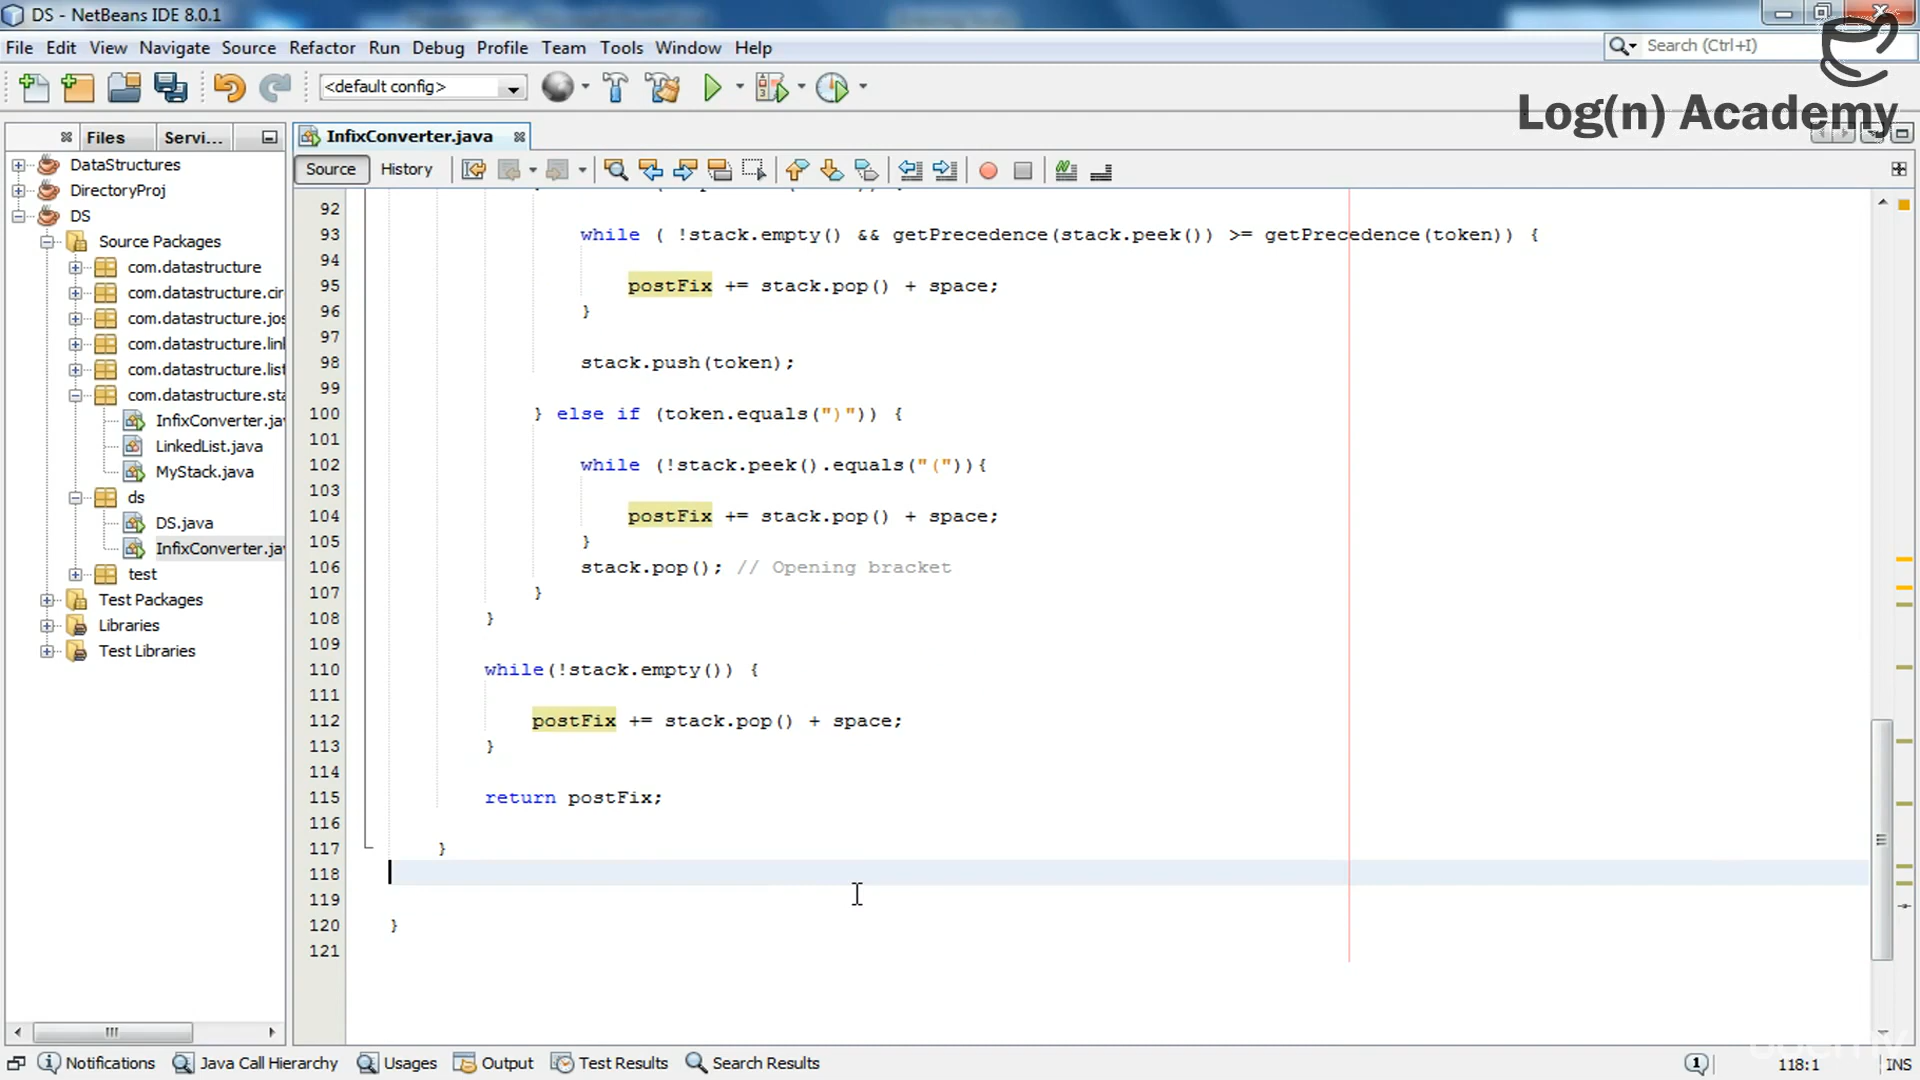 DS - NetBeans IDE 8.0.1
File Edit View Navigate Source Refactor Run Debug Profile Team Tools Window Help
Search (Ctrl+I)
<default config>
Log(n) Academy
Files Servi... InfixConverter.java
Source History
DataStructures
DirectoryProj
DS
Source Packages
com.datastructure
com.datastructure.cir
com.datastructure.jos
com.datastructure.lin
com.datastructure.list
com.datastructure.sta
InfixConverter.ja
LinkedList.java
MyStack.java
ds
DS.java
InfixConverter.ja
test
Test Packages
Libraries
Test Libraries
92
93 while ( !stack.empty() && getPrecedence(stack.peek()) >= getPrecedence(token)) {
94
95 postFix += stack.pop() + space;
96 }
97
98 stack.push(token);
99
100 } else if (token.equals(")")) {
101
102 while (!stack.peek().equals("(")){
103
104 postFix += stack.pop() + space;
105 }
106 stack.pop(); // Opening bracket
107 }
108 }
109
110 while(!stack.empty()) {
111
112 postFix += stack.pop() + space;
113 }
114
115 return postFix;
116
117 }
118
119
120 }
121
Notifications Java Call Hierarchy Usages Output Test Results Search Results 118:1 INS